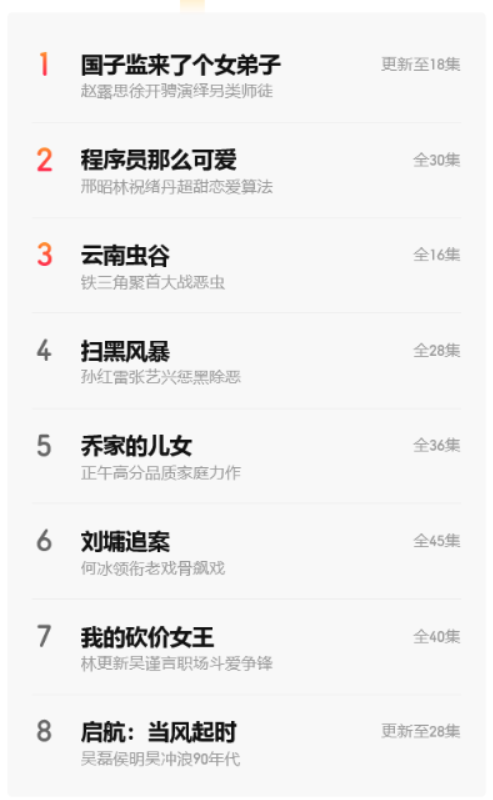 1 国子监来了个女弟子 更新至18集
赵露思徐开骋演绎另类师徒
2 程序员那么可爱 全30集
邢昭林祝绪丹超甜恋爱算法
3 云南虫谷 全16集
铁三角聚首大战恶虫
4 扫黑风暴 全28集
孙红雷张艺兴惩黑除恶
5 乔家的儿女 全36集
正午高分品质家庭力作
6 刘墉追案 全45集
何冰领衔老戏骨飙戏
7 我的砍价女王 全40集
林更新吴谨言职场斗爱争锋
8 启航：当风起时 更新至28集
吴磊侯明昊冲浪90年代